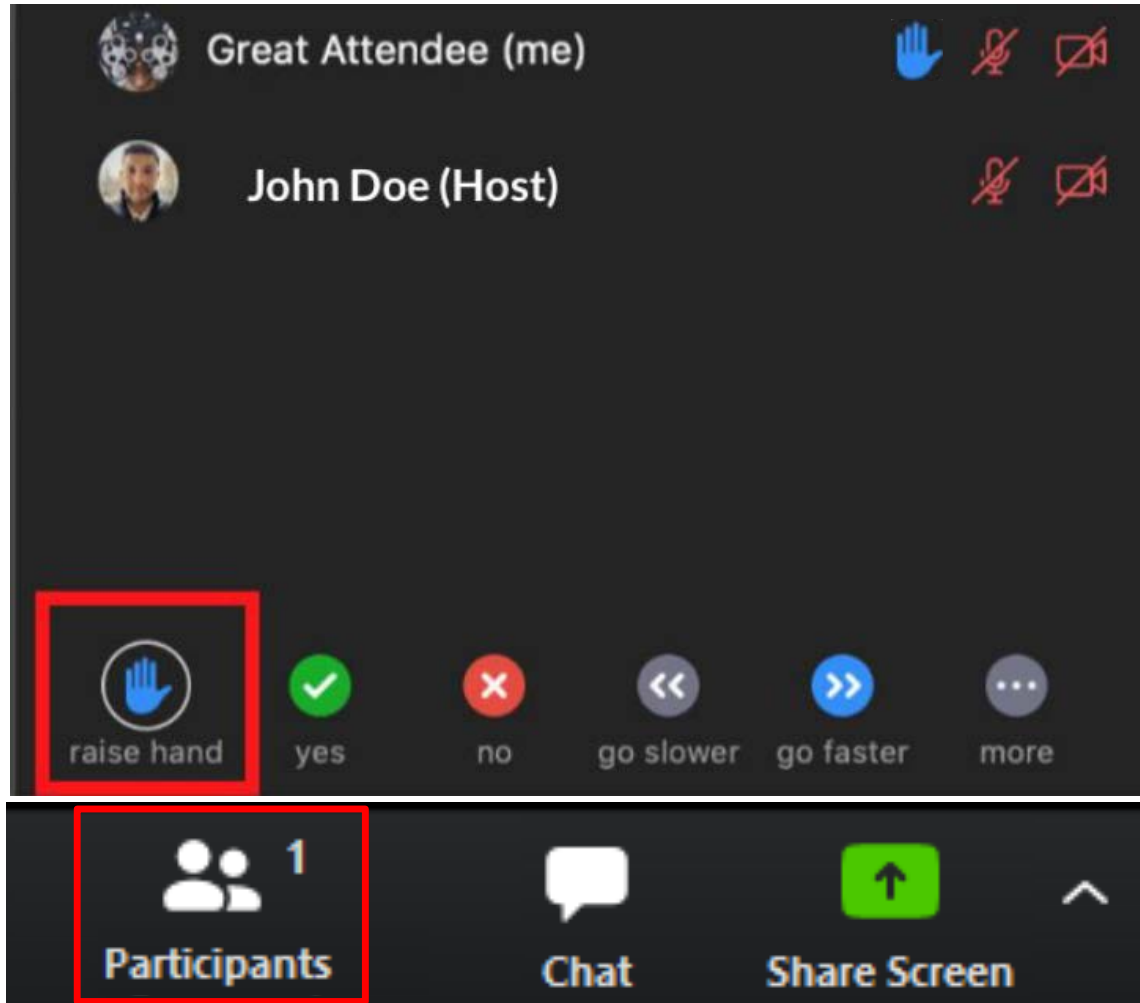 Great Attendee (me)
John Doe (Host)
raise hand yes no go slower go faster more
1
Participants Chat Share Screen